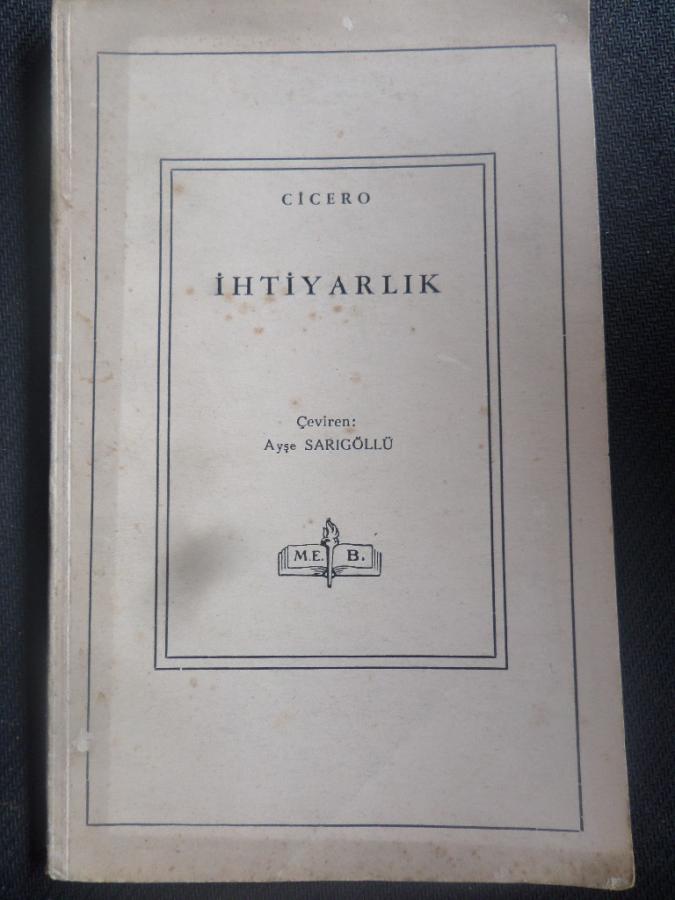 CİCERO
İHTİYARLIK
Çeviren:
Ayşe SARIGÖLLÜ
M.E. B.